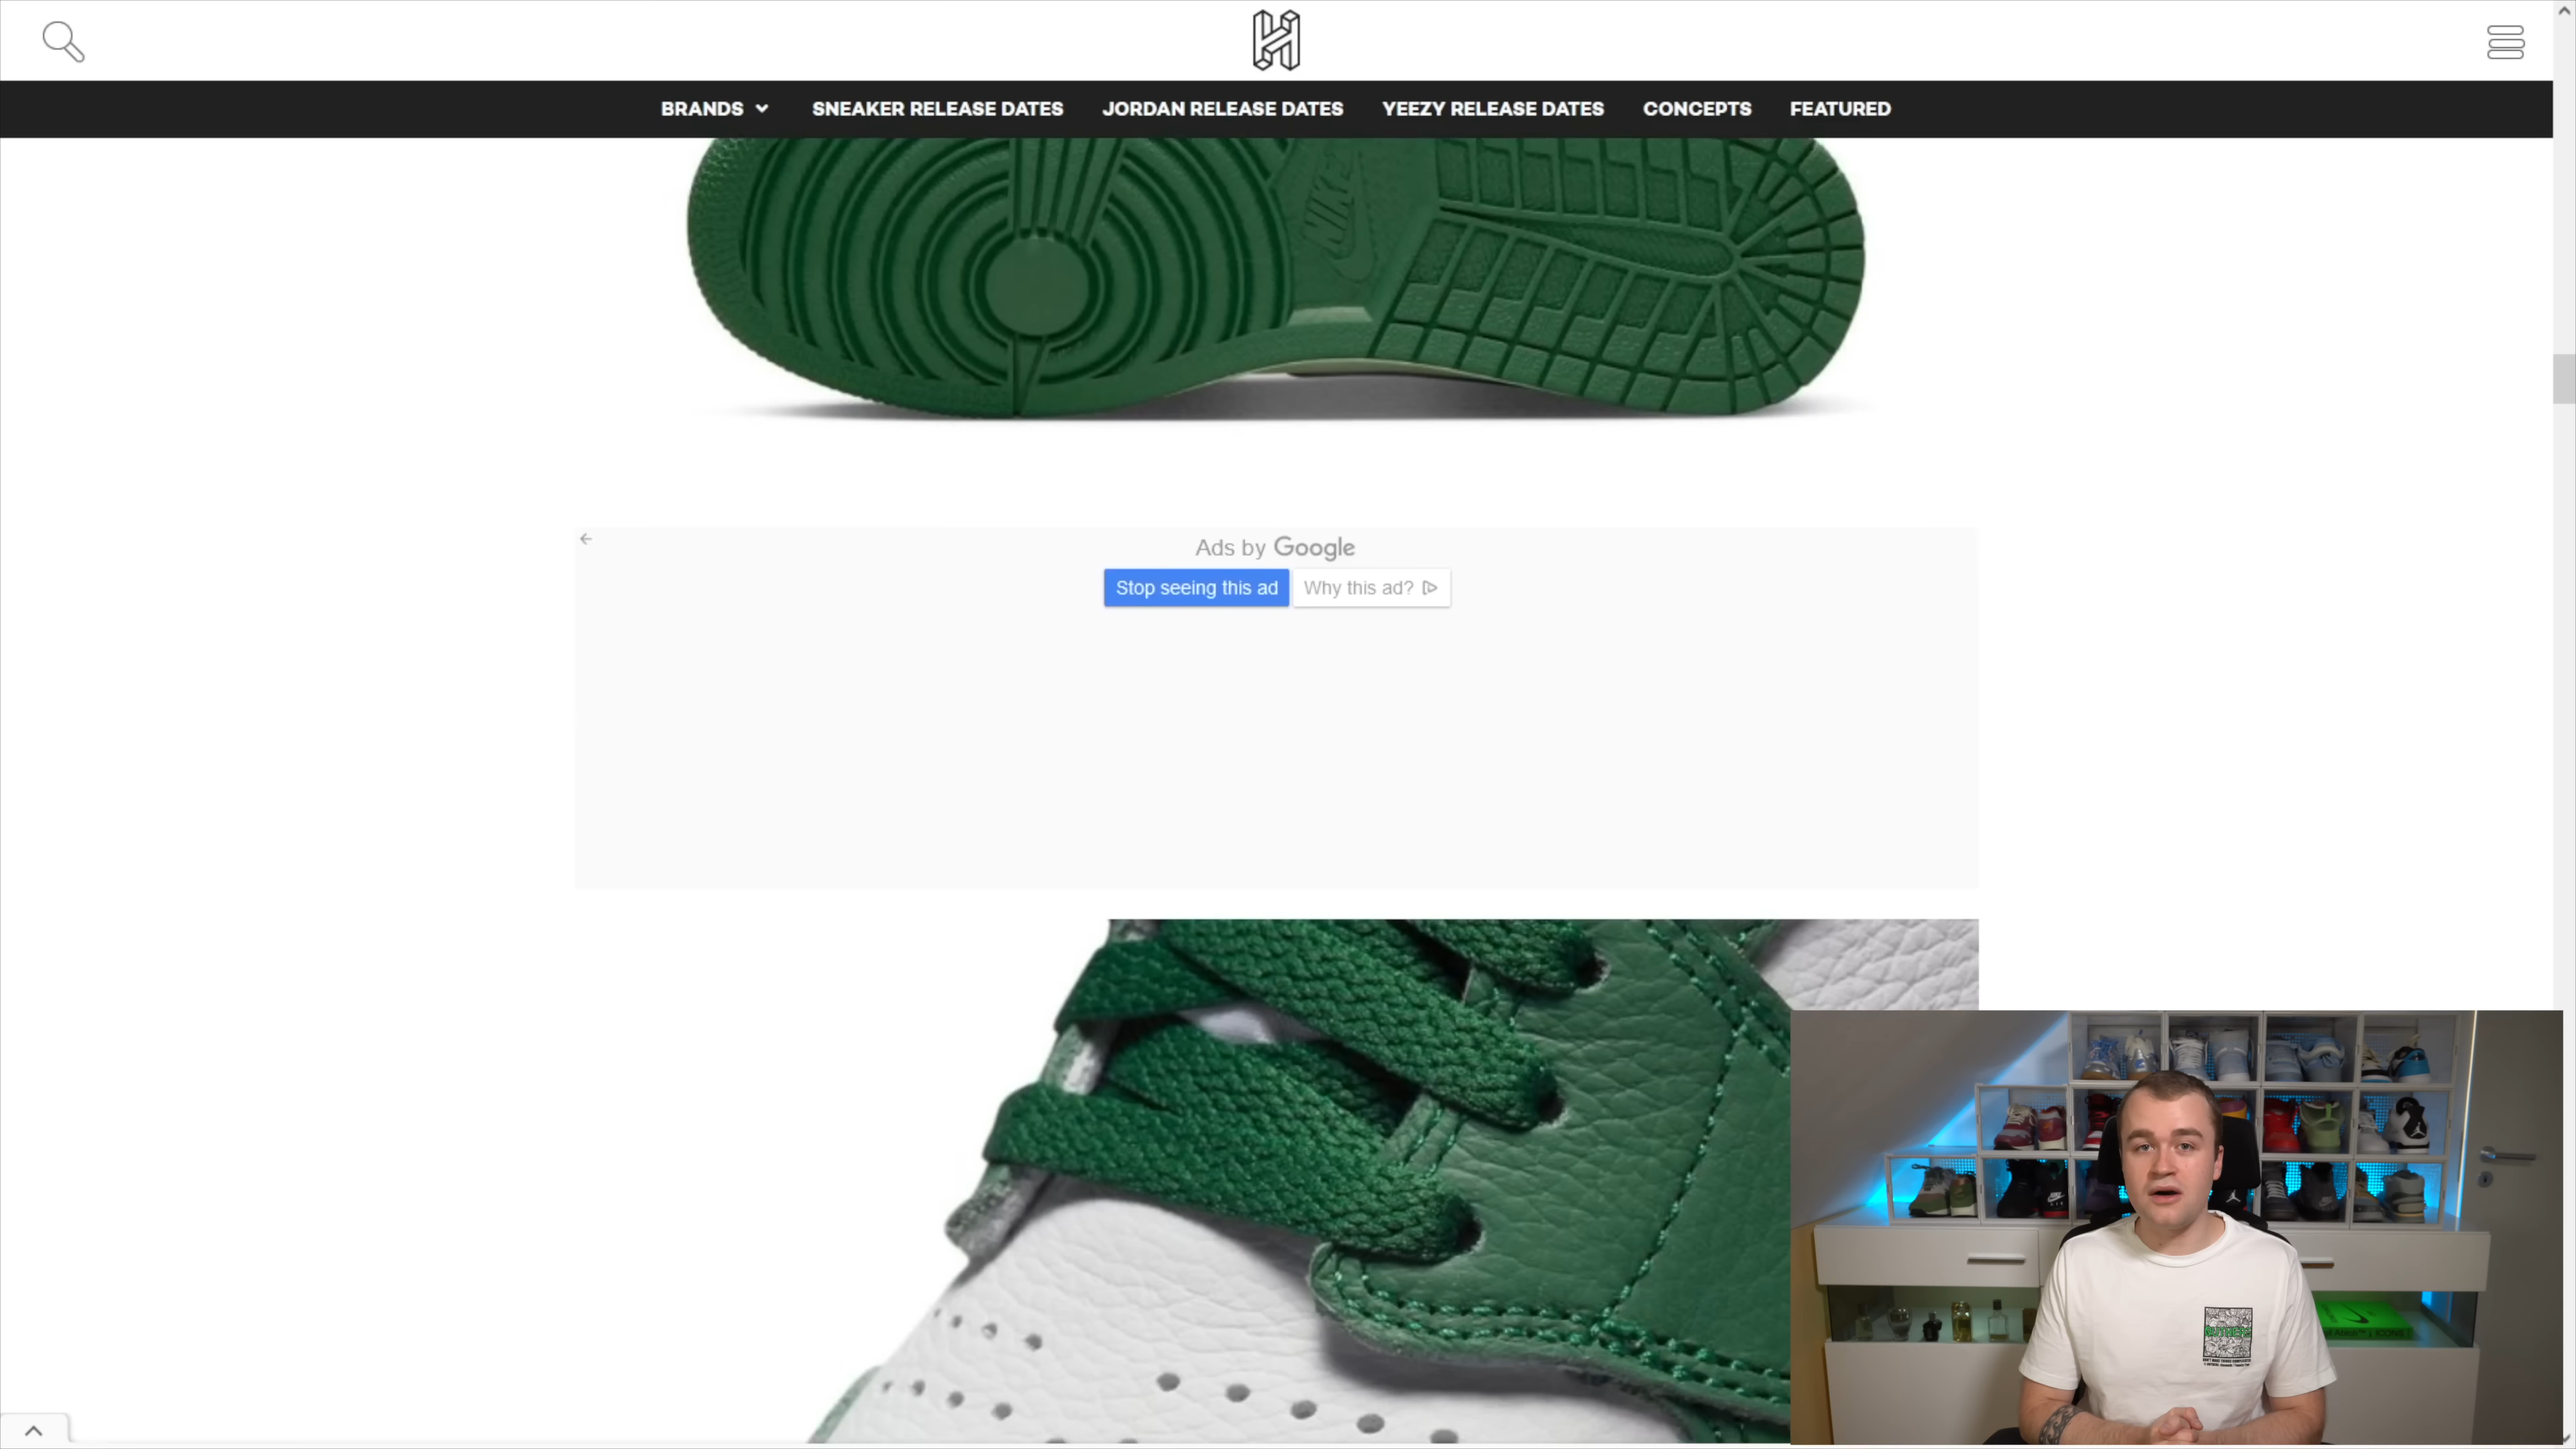 BRANDS SNEAKER RELEASE DATES JORDAN RELEASE DATES YEEZY RELEASE DATES CONCEPTS FEATURED
NIKE
Ads by Google
Stop seeing this ad Why this ad?